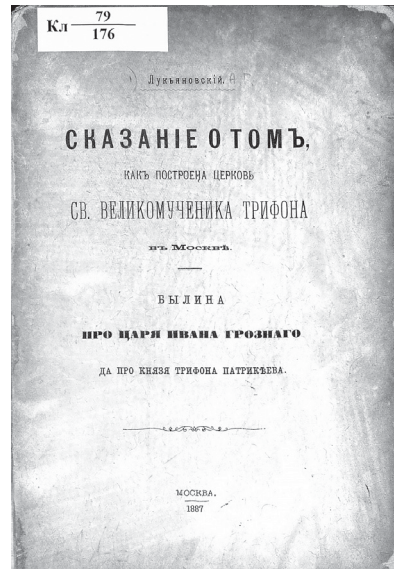 Кл 79
176
Лукьяновскій. А. Г
СКАЗАНІЕ О ТОМЪ,
КАКЪ ПОСТРОЕНА ЦЕРКОВЬ
СВ. ВЕЛИКОМУЧЕНИКА ТРИФОНА
ВЪ МОСКВѢ.
БЫЛИНА
ПРО ЦАРЯ ИВАНА ГРОЗНАГО
ДА ПРО КНЯЗЯ ТРИФОНА ПАТРИКѢЕВА.
МОСКВА.
1887